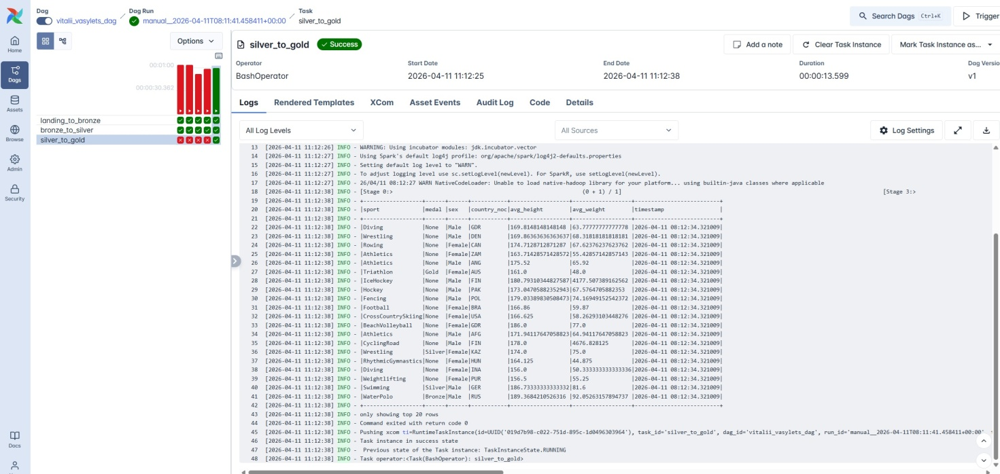 Dag
Dag Run
Task
vitalii_vasylets_dag
manual__2026-04-11T08:11:41.458411+00:00
silver_to_gold
Search Dags
Ctrl+K
Trigger
Home
Dags
Assets
Browse
Admin
Security
Docs
Options
00:01:00
00:00:30.362
landing_to_bronze
bronze_to_silver
silver_to_gold
silver_to_gold
Success
Add a note
Clear Task Instance
Mark Task Instance as...
Operator
Start Date
End Date
Duration
Dag Versio
BashOperator
2026-04-11 11:12:25
2026-04-11 11:12:38
00:00:13.599
v1
Logs
Rendered Templates
XCom
Asset Events
Audit Log
Code
Details
All Log Levels
All Sources
Log Settings
13 [2026-04-11 11:12:26] INFO - WARNING: Using incubator modules: jdk.incubator.vector
14 [2026-04-11 11:12:27] INFO - Using Spark's default log4j profile: org/apache/spark/log4j2-defaults.properties
15 [2026-04-11 11:12:27] INFO - Setting default log level to "WARN".
16 [2026-04-11 11:12:27] INFO - To adjust logging level use sc.setLogLevel(newLevel). For SparkR, use setLogLevel(newLevel).
17 [2026-04-11 11:12:27] INFO - 26/04/11 08:12:27 WARN NativeCodeLoader: Unable to load native-hadoop library for your platform... using builtin-java classes where applicable
18 [2026-04-11 11:12:38] INFO - [Stage 0:> (0 + 1) / 1] [Stage 3:>
19 [2026-04-11 11:12:38] INFO - +-----------------+------+------+-----------+------------------+------------------+--------------------------+
20 [2026-04-11 11:12:38] INFO - |sport |medal |sex |country_noc|avg_height |avg_weight |timestamp |
21 [2026-04-11 11:12:38] INFO - +-----------------+------+------+-----------+------------------+------------------+--------------------------+
22 [2026-04-11 11:12:38] INFO - |Diving |None |Male |GDR |169.8148148148148 |63.77777777777778 |2026-04-11 08:12:34.321009|
23 [2026-04-11 11:12:38] INFO - |Wrestling |None |Male |DEN |169.86363636363637|68.31818181818181 |2026-04-11 08:12:34.321009|
24 [2026-04-11 11:12:38] INFO - |Rowing |None |Female|CAN |174.7128712871287 |67.62376237623762 |2026-04-11 08:12:34.321009|
25 [2026-04-11 11:12:38] INFO - |Athletics |None |Female|ZAM |163.71428571428572|55.42857142857143 |2026-04-11 08:12:34.321009|
26 [2026-04-11 11:12:38] INFO - |Athletics |None |Male |ANG |175.52 |65.92 |2026-04-11 08:12:34.321009|
27 [2026-04-11 11:12:38] INFO - |Triathlon |Gold |Female|AUS |161.0 |48.0 |2026-04-11 08:12:34.321009|
28 [2026-04-11 11:12:38] INFO - |IceHockey |None |Male |FIN |180.79310344827587|4177.507389162562 |2026-04-11 08:12:34.321009|
29 [2026-04-11 11:12:38] INFO - |Hockey |None |Male |PAK |173.04705882352943|67.5764705882353 |2026-04-11 08:12:34.321009|
30 [2026-04-11 11:12:38] INFO - |Fencing |None |Male |POL |179.03389830508473|74.16949152542372 |2026-04-11 08:12:34.321009|
31 [2026-04-11 11:12:38] INFO - |Football |None |Female|BRA |166.86 |59.87 |2026-04-11 08:12:34.321009|
32 [2026-04-11 11:12:38] INFO - |CrossCountrySkiing|None |Female|USA |166.625 |58.26293103448276 |2026-04-11 08:12:34.321009|
33 [2026-04-11 11:12:38] INFO - |BeachVolleyball |None |Female|GDR |186.0 |77.0 |2026-04-11 08:12:34.321009|
34 [2026-04-11 11:12:38] INFO - |Athletics |None |Male |AFG |171.94117647058823|64.94117647058823 |2026-04-11 08:12:34.321009|
35 [2026-04-11 11:12:38] INFO - |CyclingRoad |None |Male |FIN |178.0 |4676.828125 |2026-04-11 08:12:34.321009|
36 [2026-04-11 11:12:38] INFO - |Wrestling |Silver|Female|KAZ |174.0 |75.0 |2026-04-11 08:12:34.321009|
37 [2026-04-11 11:12:38] INFO - |RhythmicGymnastics|None |Female|HUN |164.125 |44.875 |2026-04-11 08:12:34.321009|
38 [2026-04-11 11:12:38] INFO - |Diving |None |Female|INA |156.0 |50.333333333333336|2026-04-11 08:12:34.321009|
39 [2026-04-11 11:12:38] INFO - |Weightlifting |None |Female|PUR |156.5 |55.25 |2026-04-11 08:12:34.321009|
40 [2026-04-11 11:12:38] INFO - |Swimming |Silver|Male |GER |186.73333333333332|81.6 |2026-04-11 08:12:34.321009|
41 [2026-04-11 11:12:38] INFO - |WaterPolo |Bronze|Male |RUS |189.3684210526316 |92.05263157894737 |2026-04-11 08:12:34.321009|
42 [2026-04-11 11:12:38] INFO - +-----------------+------+------+-----------+------------------+------------------+--------------------------+
43 [2026-04-11 11:12:38] INFO - only showing top 20 rows
44 [2026-04-11 11:12:38] INFO - Command exited with return code 0
45 [2026-04-11 11:12:38] INFO - Pushing xcom ti=RuntimeTaskInstance(id=UUID('019d7b98-c022-751d-895c-1d0496303964'), task_id='silver_to_gold', dag_id='vitalii_vasylets_dag', run_id='manual__2026-04-11T08:11:41.458411+00:00'
46 [2026-04-11 11:12:38] INFO - Task instance in success state
47 [2026-04-11 11:12:38] INFO - Previous state of the Task instance: TaskInstanceState.RUNNING
48 [2026-04-11 11:12:38] INFO - Task operator:<Task(BashOperator): silver_to_gold>